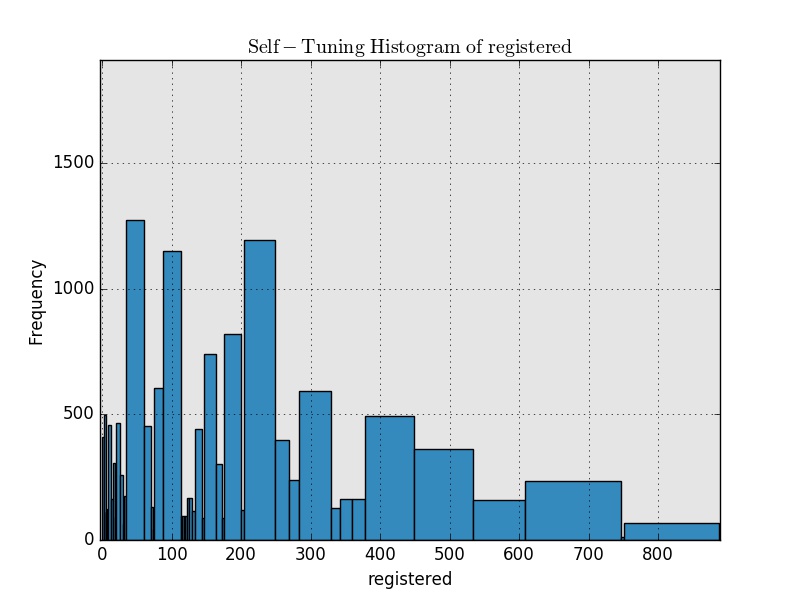 Self − Tuning Histogram of registered
1500
1000
500
0
Frequency
0 100 200 300 400 500 600 700 800
registered